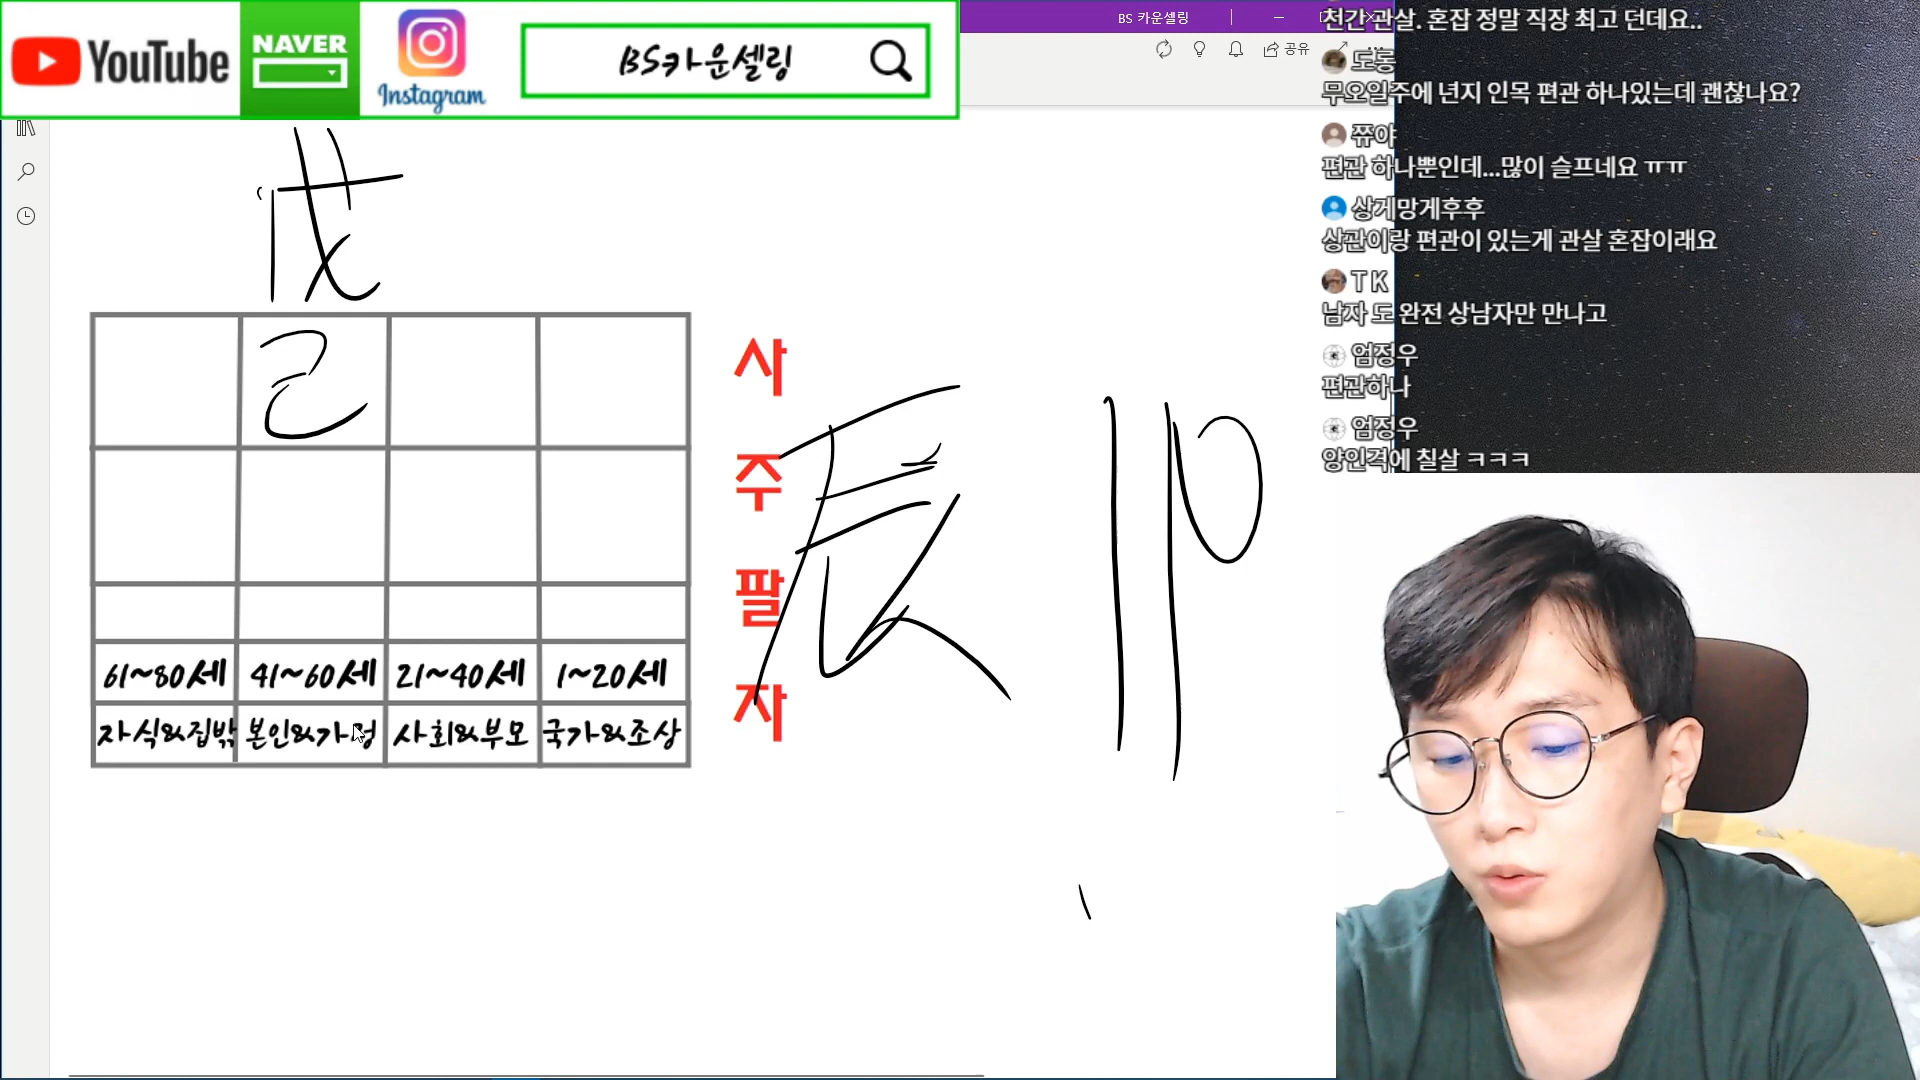 YouTube
NAVER
Instagram
BS카운셀링
BS 카운셀링
공유
천간 관살. 혼잡 정말 직장 최고 던데요..
도롱
무오일주에 년지 인목 편관 하나있는데 괜찮나요?
쮸야
편관 하나뿐인데...많이 슬프네요 ㅠㅠ
상게망게후후
상관이랑 편관이 있는게 관살 혼잡이래요
T K
남자 도 완전 상남자만 만나고
엄정우
편관하나
엄정우
양인격에 칠살 ㅋㅋㅋ
戊
己
사주팔자
辰 卯
61~80세 41~60세 21~40세 1~20세
자식&집밖 본인&가정 사회&부모 국가&조상